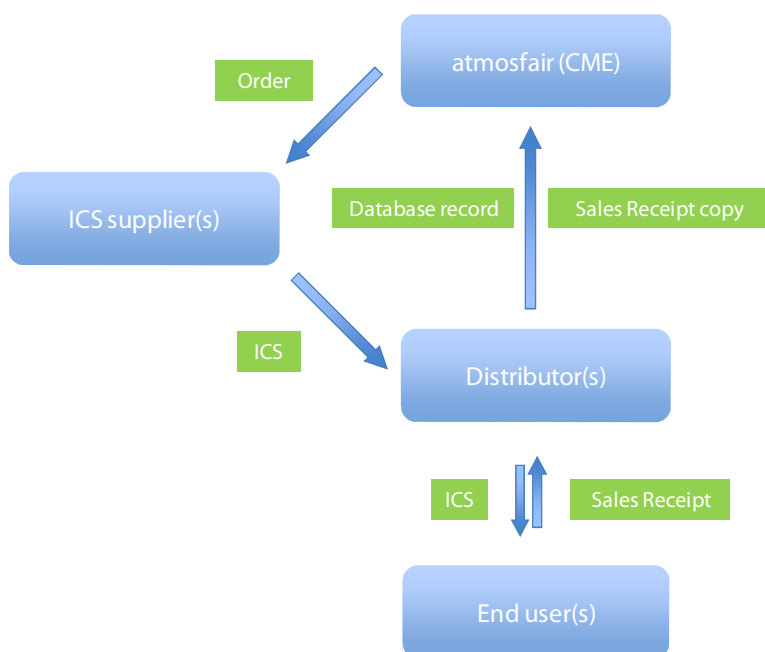 atmosfair (CME)
Order
ICS supplier(s)
Database record
Sales Receipt copy
ICS
Distributor(s)
ICS
Sales Receipt
End user(s)